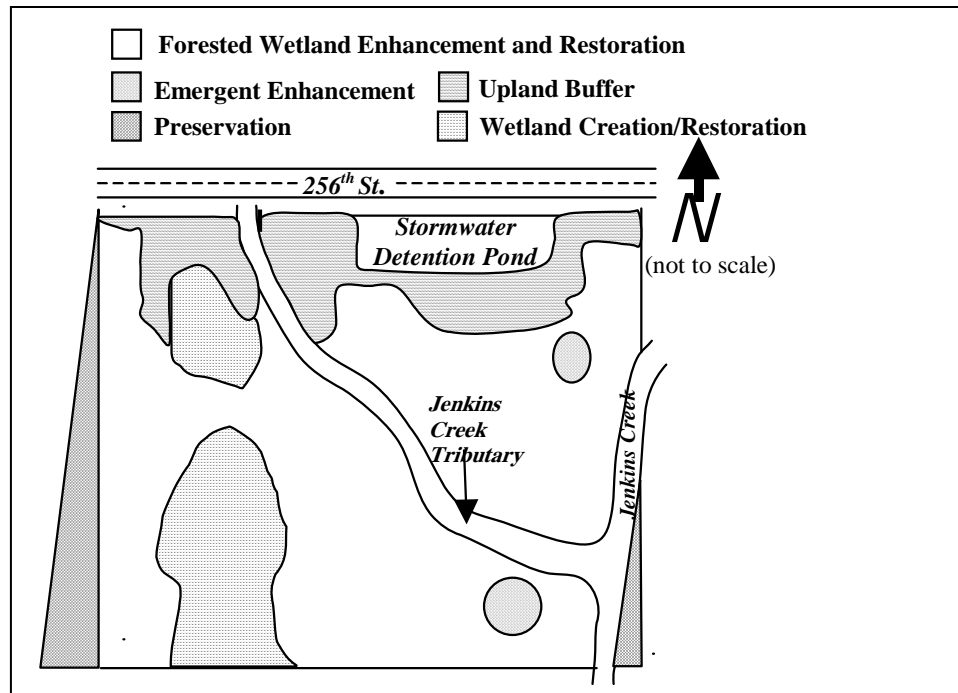 Forested Wetland Enhancement and Restoration
Emergent Enhancement
Upland Buffer
Preservation
Wetland Creation/Restoration
256th St.
N
Stormwater
Detention Pond
(not to scale)
Jenkins
Creek
Tributary
Jenkins Creek